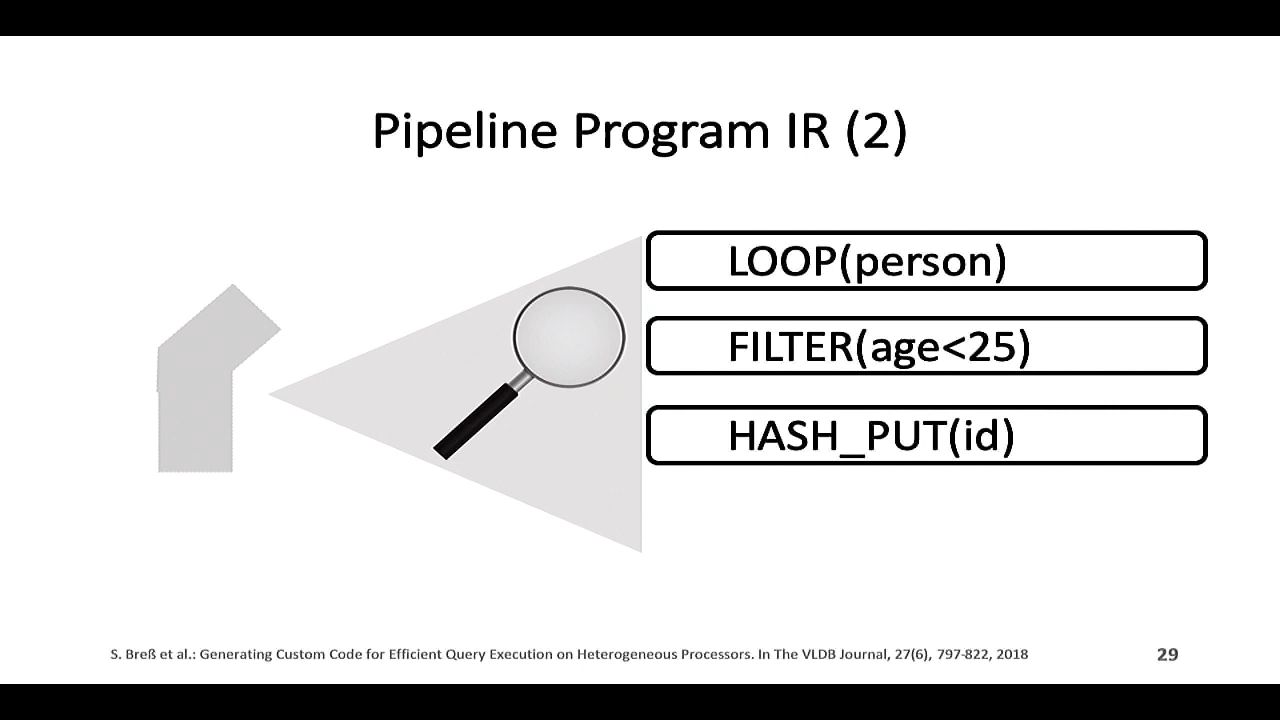 Pipeline Program IR (2)
LOOP(person)
FILTER(age<25)
HASH_PUT(id)
S. Breß et al.: Generating Custom Code for Efficient Query Execution on Heterogeneous Processors. In The VLDB Journal, 27(6), 797-822, 2018
29